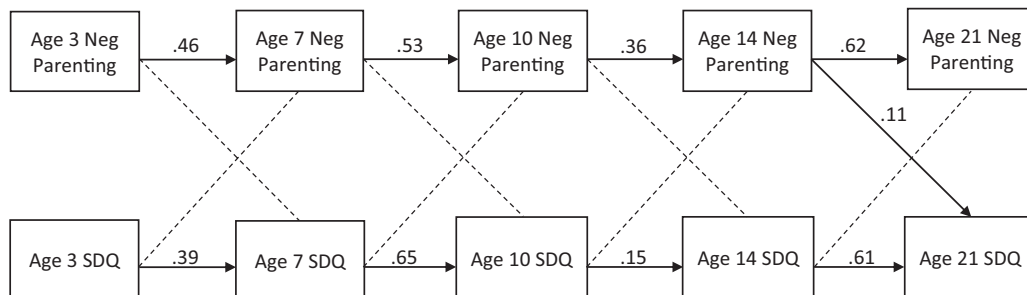 Age 3 Neg
Parenting
.46
Age 7 Neg
Parenting
.53
Age 10 Neg
Parenting
.36
Age 14 Neg
Parenting
.62
Age 21 Neg
Parenting
.11
Age 3 SDQ
.39
Age 7 SDQ
.65
Age 10 SDQ
.15
Age 14 SDQ
.61
Age 21 SDQ